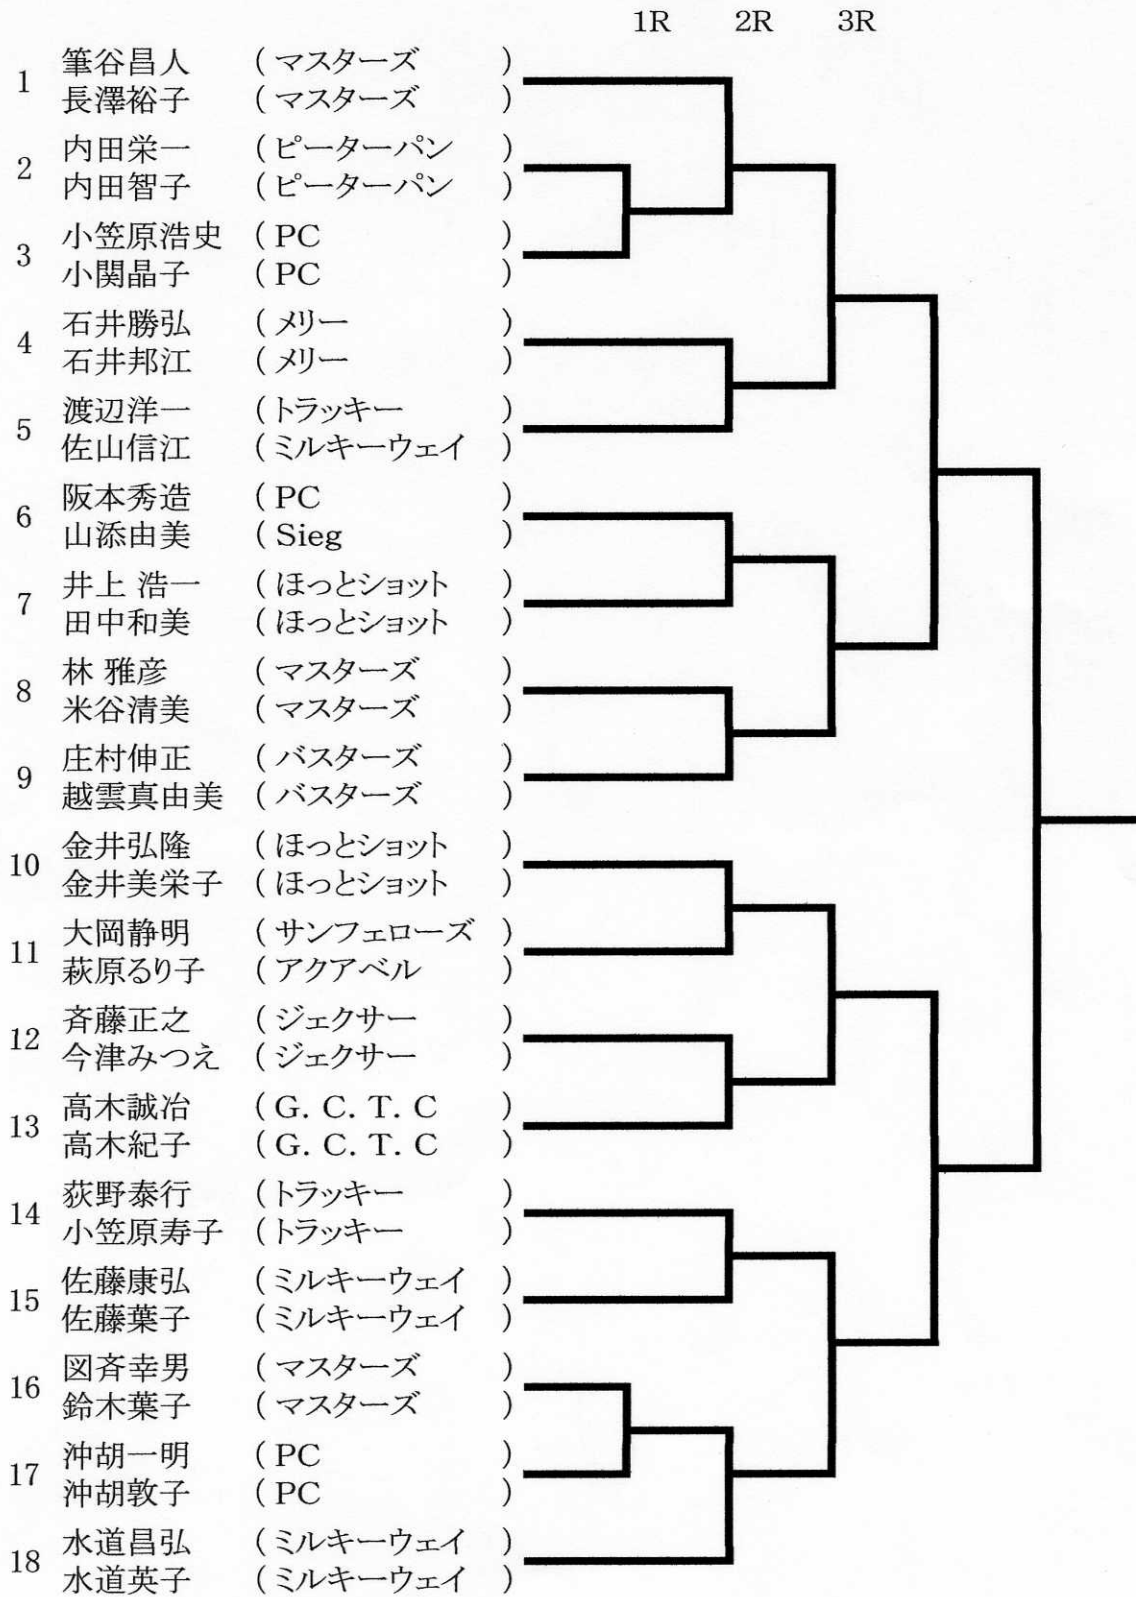 1R 2R 3R
1 筆谷昌人 ( マスターズ )
長澤裕子 ( マスターズ )
2 内田栄一 ( ピーターパン )
内田智子 ( ピーターパン )
3 小笠原浩史 ( PC )
小関晶子 ( PC )
4 石井勝弘 ( メリー )
石井邦江 ( メリー )
5 渡辺洋一 ( トラッキー )
佐山信江 ( ミルキーウェイ )
6 阪本秀造 ( PC )
山添由美 ( Sieg )
7 井上 浩一 ( ほっとショット )
田中和美 ( ほっとショット )
8 林 雅彦 ( マスターズ )
米谷清美 ( マスターズ )
9 庄村伸正 ( バスターズ )
越雲真由美 ( バスターズ )
10 金井弘隆 ( ほっとショット )
金井美栄子 ( ほっとショット )
11 大岡静明 ( サンフェローズ )
萩原るり子 ( アクアベル )
12 斉藤正之 ( ジェクサー )
今津みつえ ( ジェクサー )
13 高木誠冶 ( G. C. T. C )
高木紀子 ( G. C. T. C )
14 荻野泰行 ( トラッキー )
小笠原寿子 ( トラッキー )
15 佐藤康弘 ( ミルキーウェイ )
佐藤葉子 ( ミルキーウェイ )
16 図斉幸男 ( マスターズ )
鈴木葉子 ( マスターズ )
17 沖胡一明 ( PC )
沖胡敦子 ( PC )
18 水道昌弘 ( ミルキーウェイ )
水道英子 ( ミルキーウェイ )